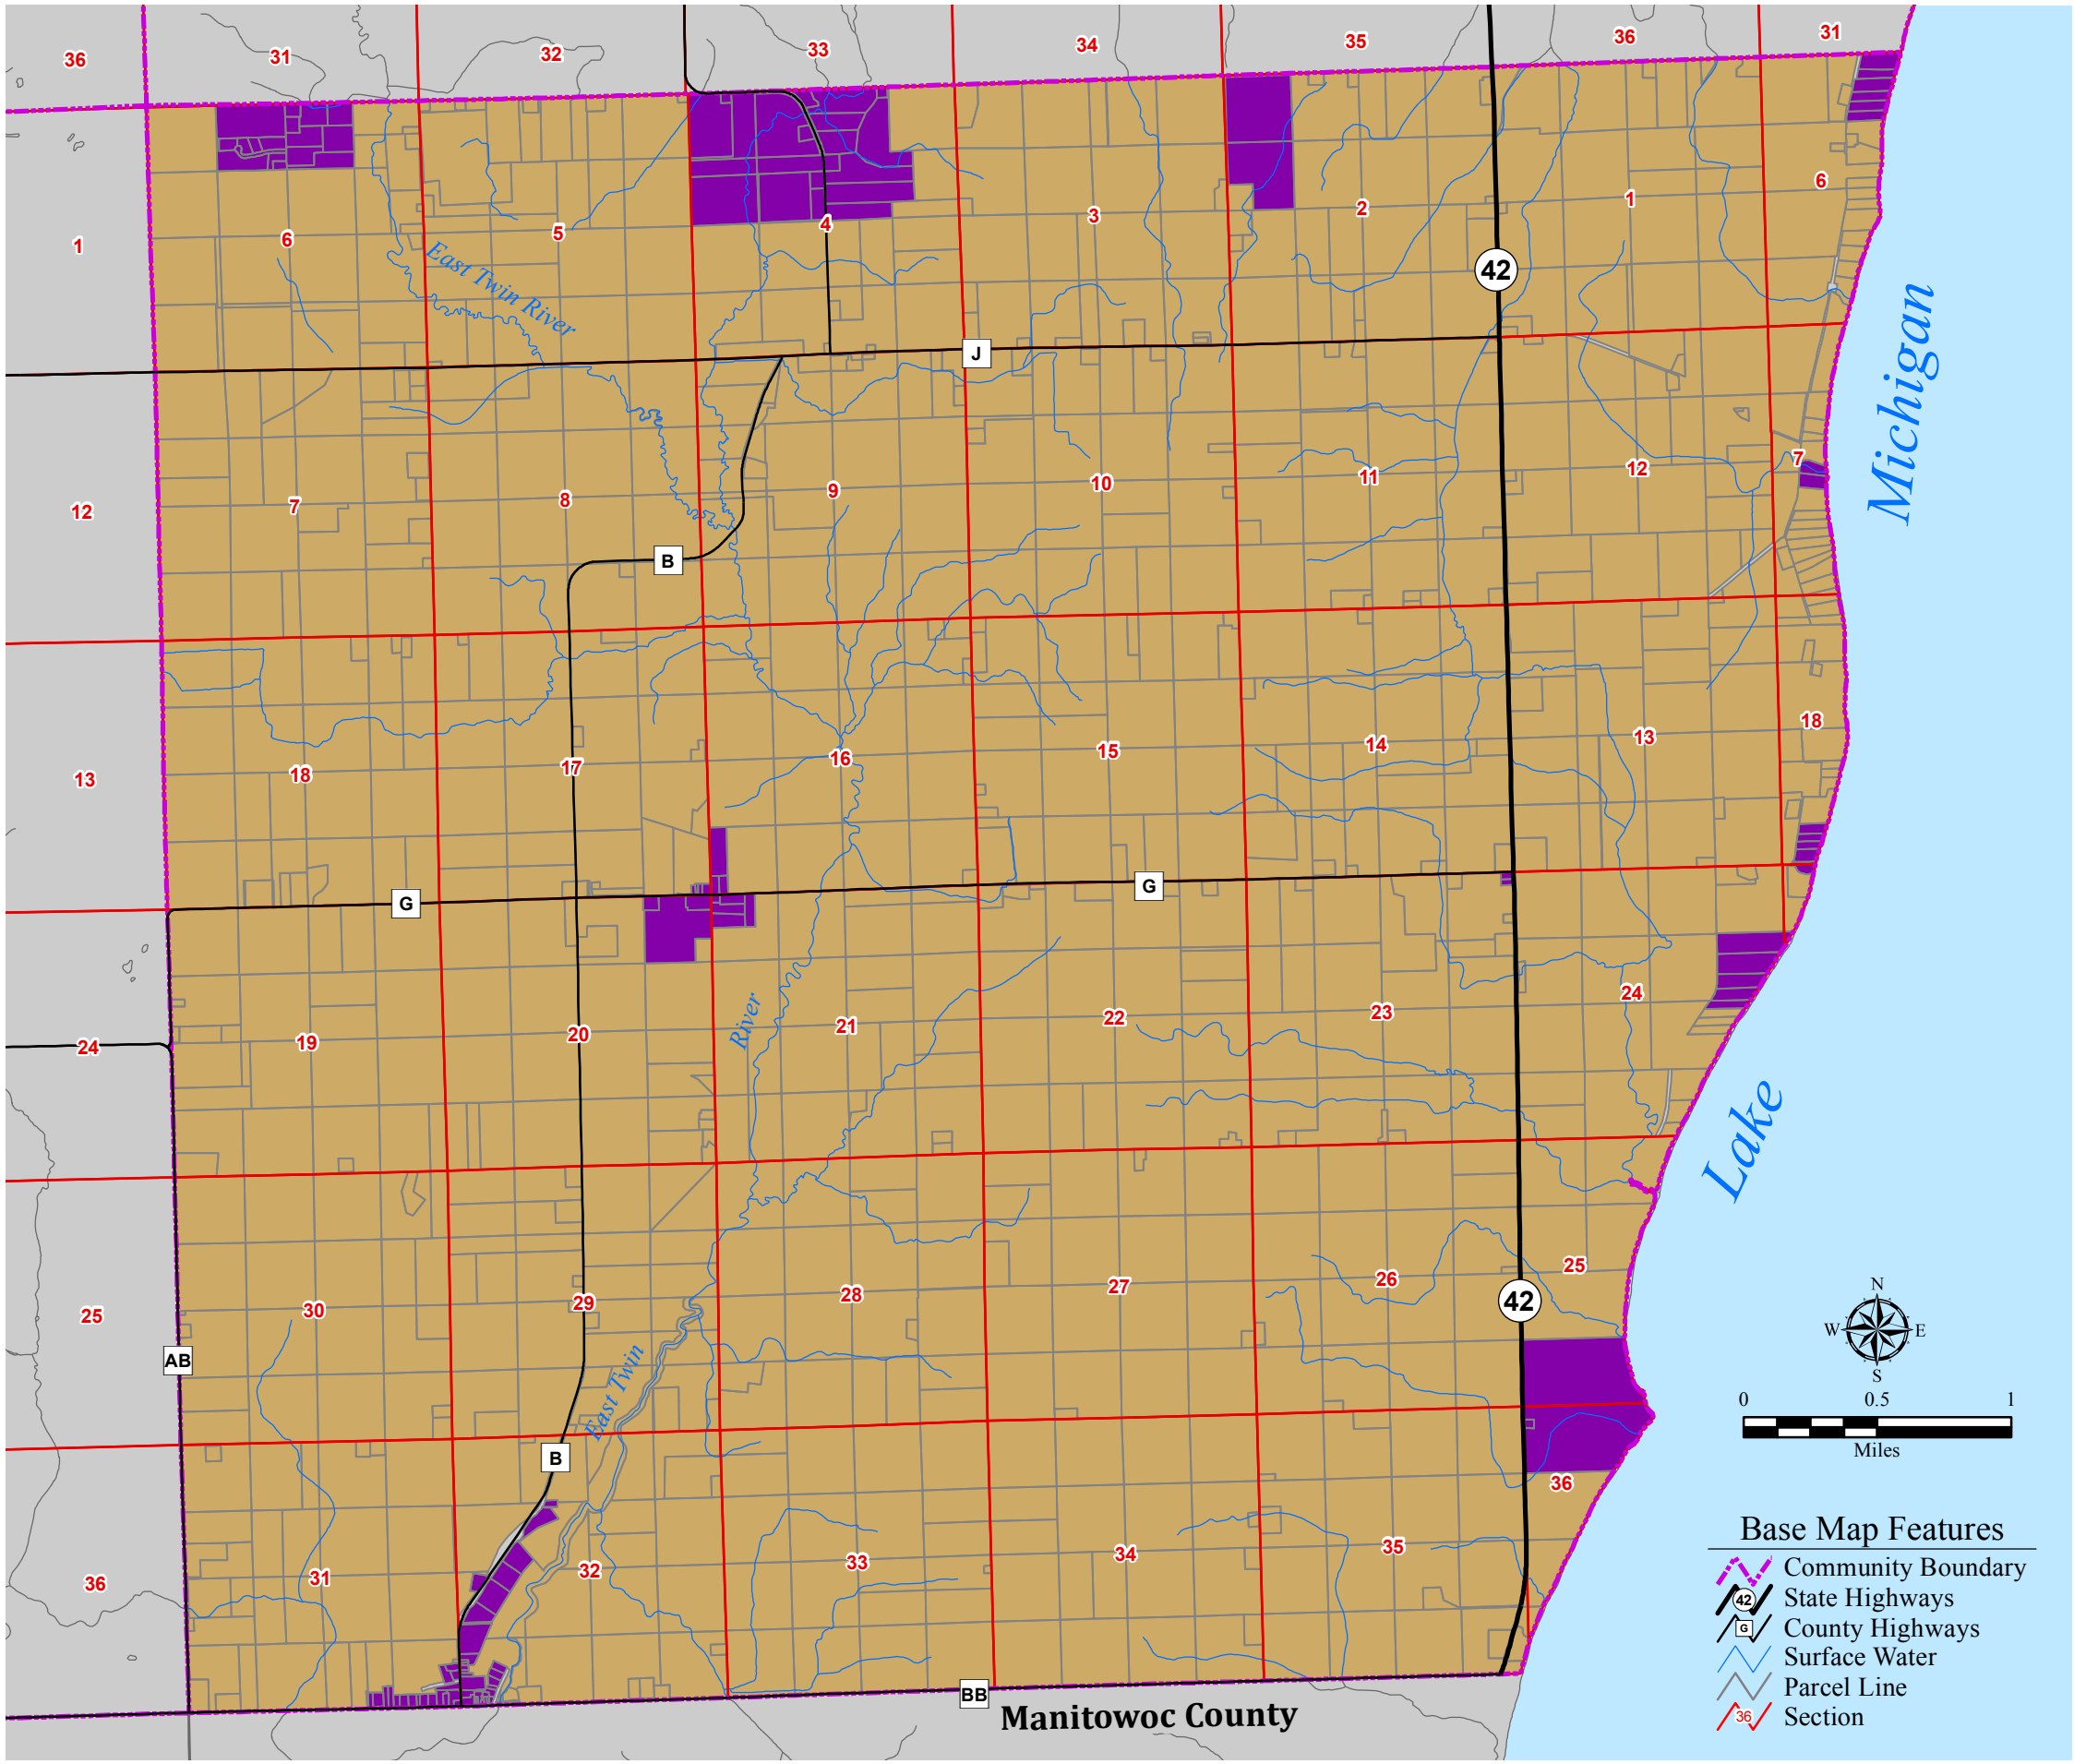 36 31 32 33 34 35 36 31
1 6 5 4 3 2 1 6
East Twin River
42
J
Michigan
12 7 8 9 10 11 12 7
B
13 18 17 16 15 14 13 18
G G
24 19 20 21 22 23 24
River
Lake
25 30 29 28 27 26 25
42
AB
East Twin
B
36
36 31 32 33 34 35
BB
Manitowoc County
N
W E
S
0 0.5 1
Miles
Base Map Features
Community Boundary
42 State Highways
G County Highways
Surface Water
Parcel Line
36 Section